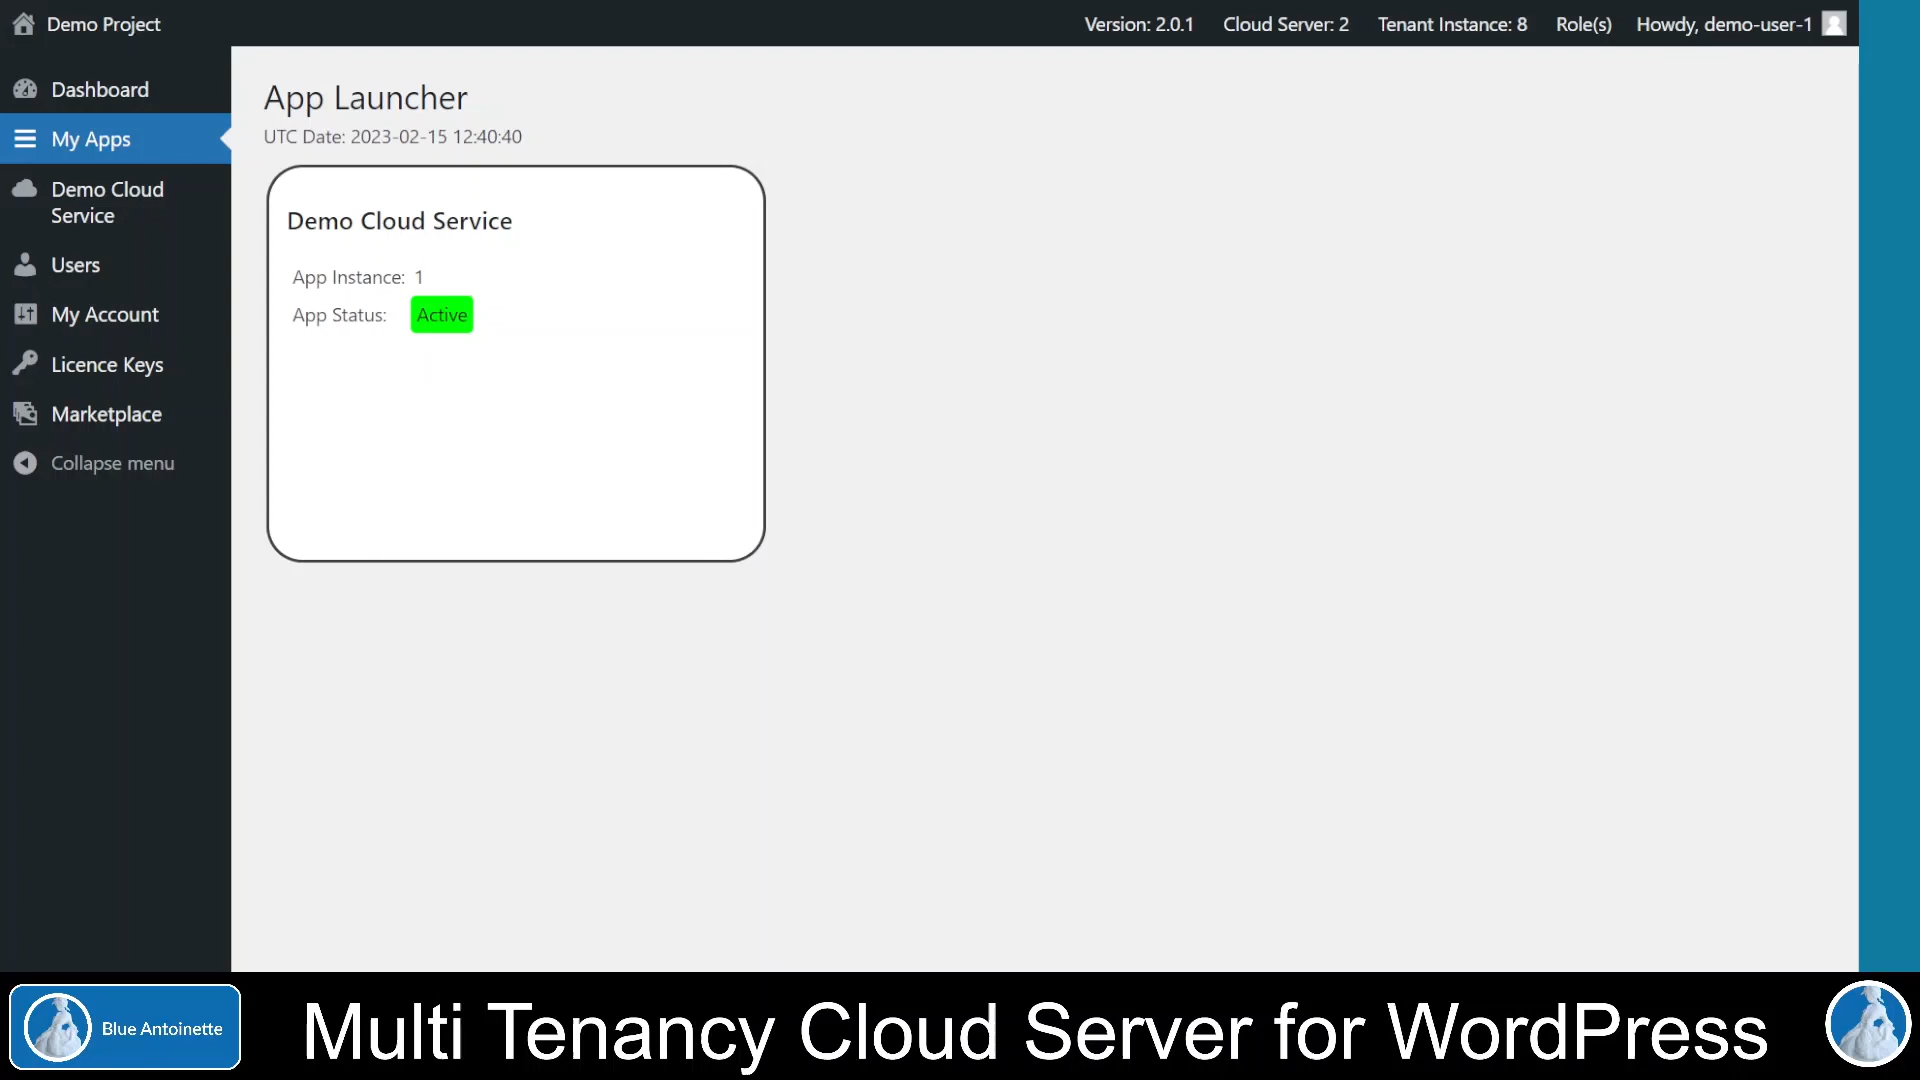 Demo Project
Version: 2.0.1 Cloud Server: 2 Tenant Instance: 8 Role(s) Howdy, demo-user-1
Dashboard
My Apps
Demo Cloud
Service
Users
My Account
Licence Keys
Marketplace
Collapse menu
App Launcher
UTC Date: 2023-02-15 12:40:40
Demo Cloud Service
App Instance: 1
App Status: Active
Blue Antoinette
Multi Tenancy Cloud Server for WordPress